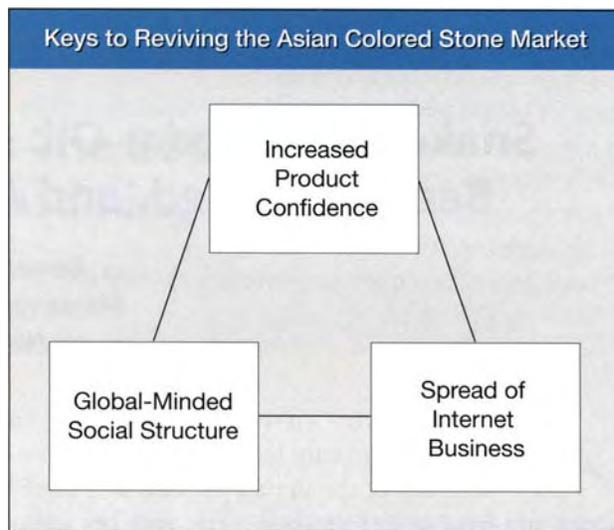 Keys to Reviving the Asian Colored Stone Market
Increased
Product
Confidence
Global-Minded
Social Structure
Spread of
Internet
Business